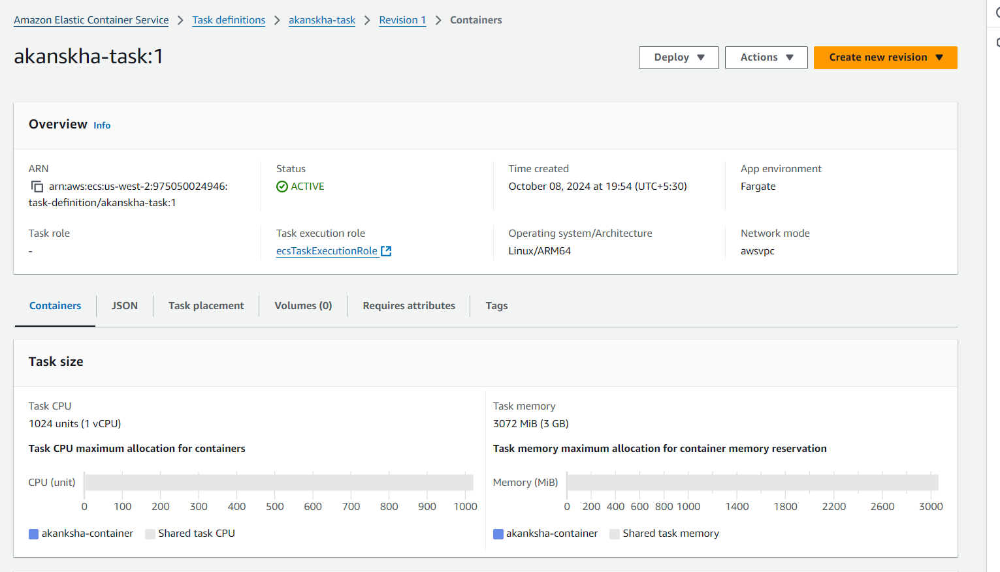 Amazon Elastic Container Service > Task definitions > akanskha-task > Revision 1 > Containers
akanskha-task:1
Deploy ▼ Actions ▼ Create new revision ▼
Overview Info
ARN
arn:aws:ecs:us-west-2:975050024946:
task-definition/akanskha-task:1
Status
ACTIVE
Time created
October 08, 2024 at 19:54 (UTC+5:30)
App environment
Fargate
Task role
-
Task execution role
ecsTaskExecutionRole
Operating system/Architecture
Linux/ARM64
Network mode
awsvpc
Containers JSON Task placement Volumes (0) Requires attributes Tags
Task size
Task CPU
1024 units (1 vCPU)
Task CPU maximum allocation for containers
CPU (unit)
0 100 200 300 400 500 600 700 800 900 1000
akanksha-container Shared task CPU
Task memory
3072 MiB (3 GB)
Task memory maximum allocation for container memory reservation
Memory (MiB)
0 200 400 600 800 1000 1400 1800 2200 2600 3000
akanksha-container Shared task memory